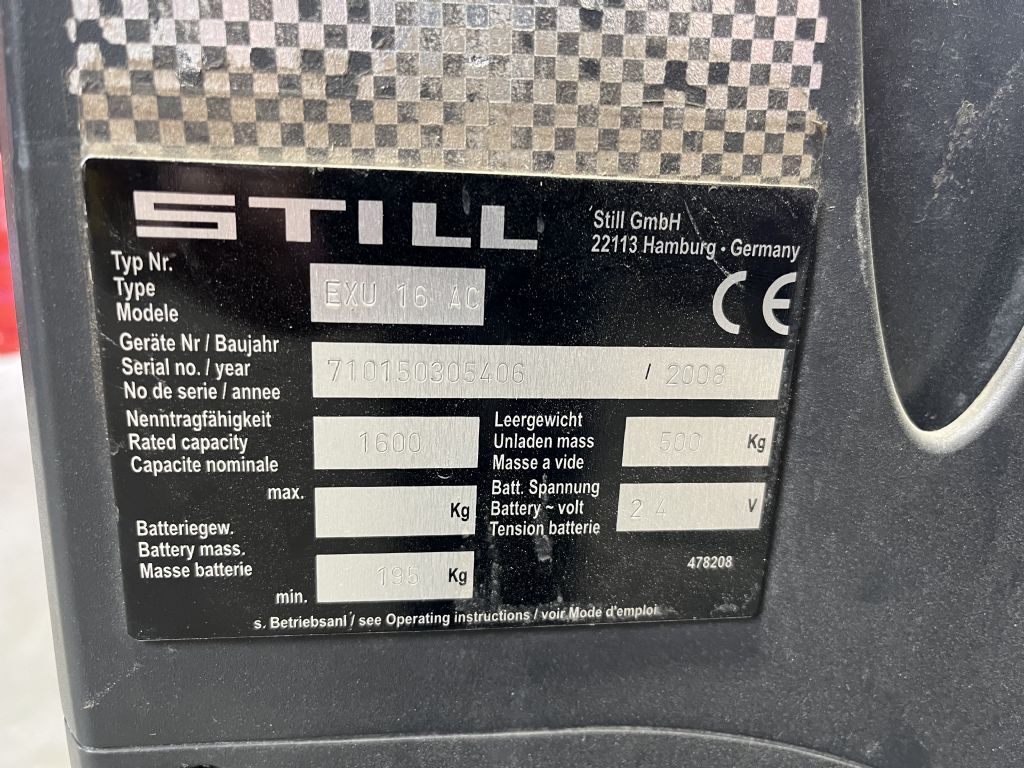 STILL
Still GmbH
22113 Hamburg - Germany
Typ Nr.
Type
Modele
EXU 16 AC
CE
Geräte Nr / Baujahr
Serial no. / year
No de serie / annee
710150305406 / 2008
Nenntragfähigkeit
Rated capacity
Capacite nominale
1600
Leergewicht
Unladen mass
Masse a vide
500 Kg
max.
Kg
Batt. Spannung
Battery ~ volt
Tension batterie
24 V
Batteriegew.
Battery mass.
Masse batterie
min.
195 Kg
478208
s. Betriebsanl / see Operating instructions / voir Mode d'emploi